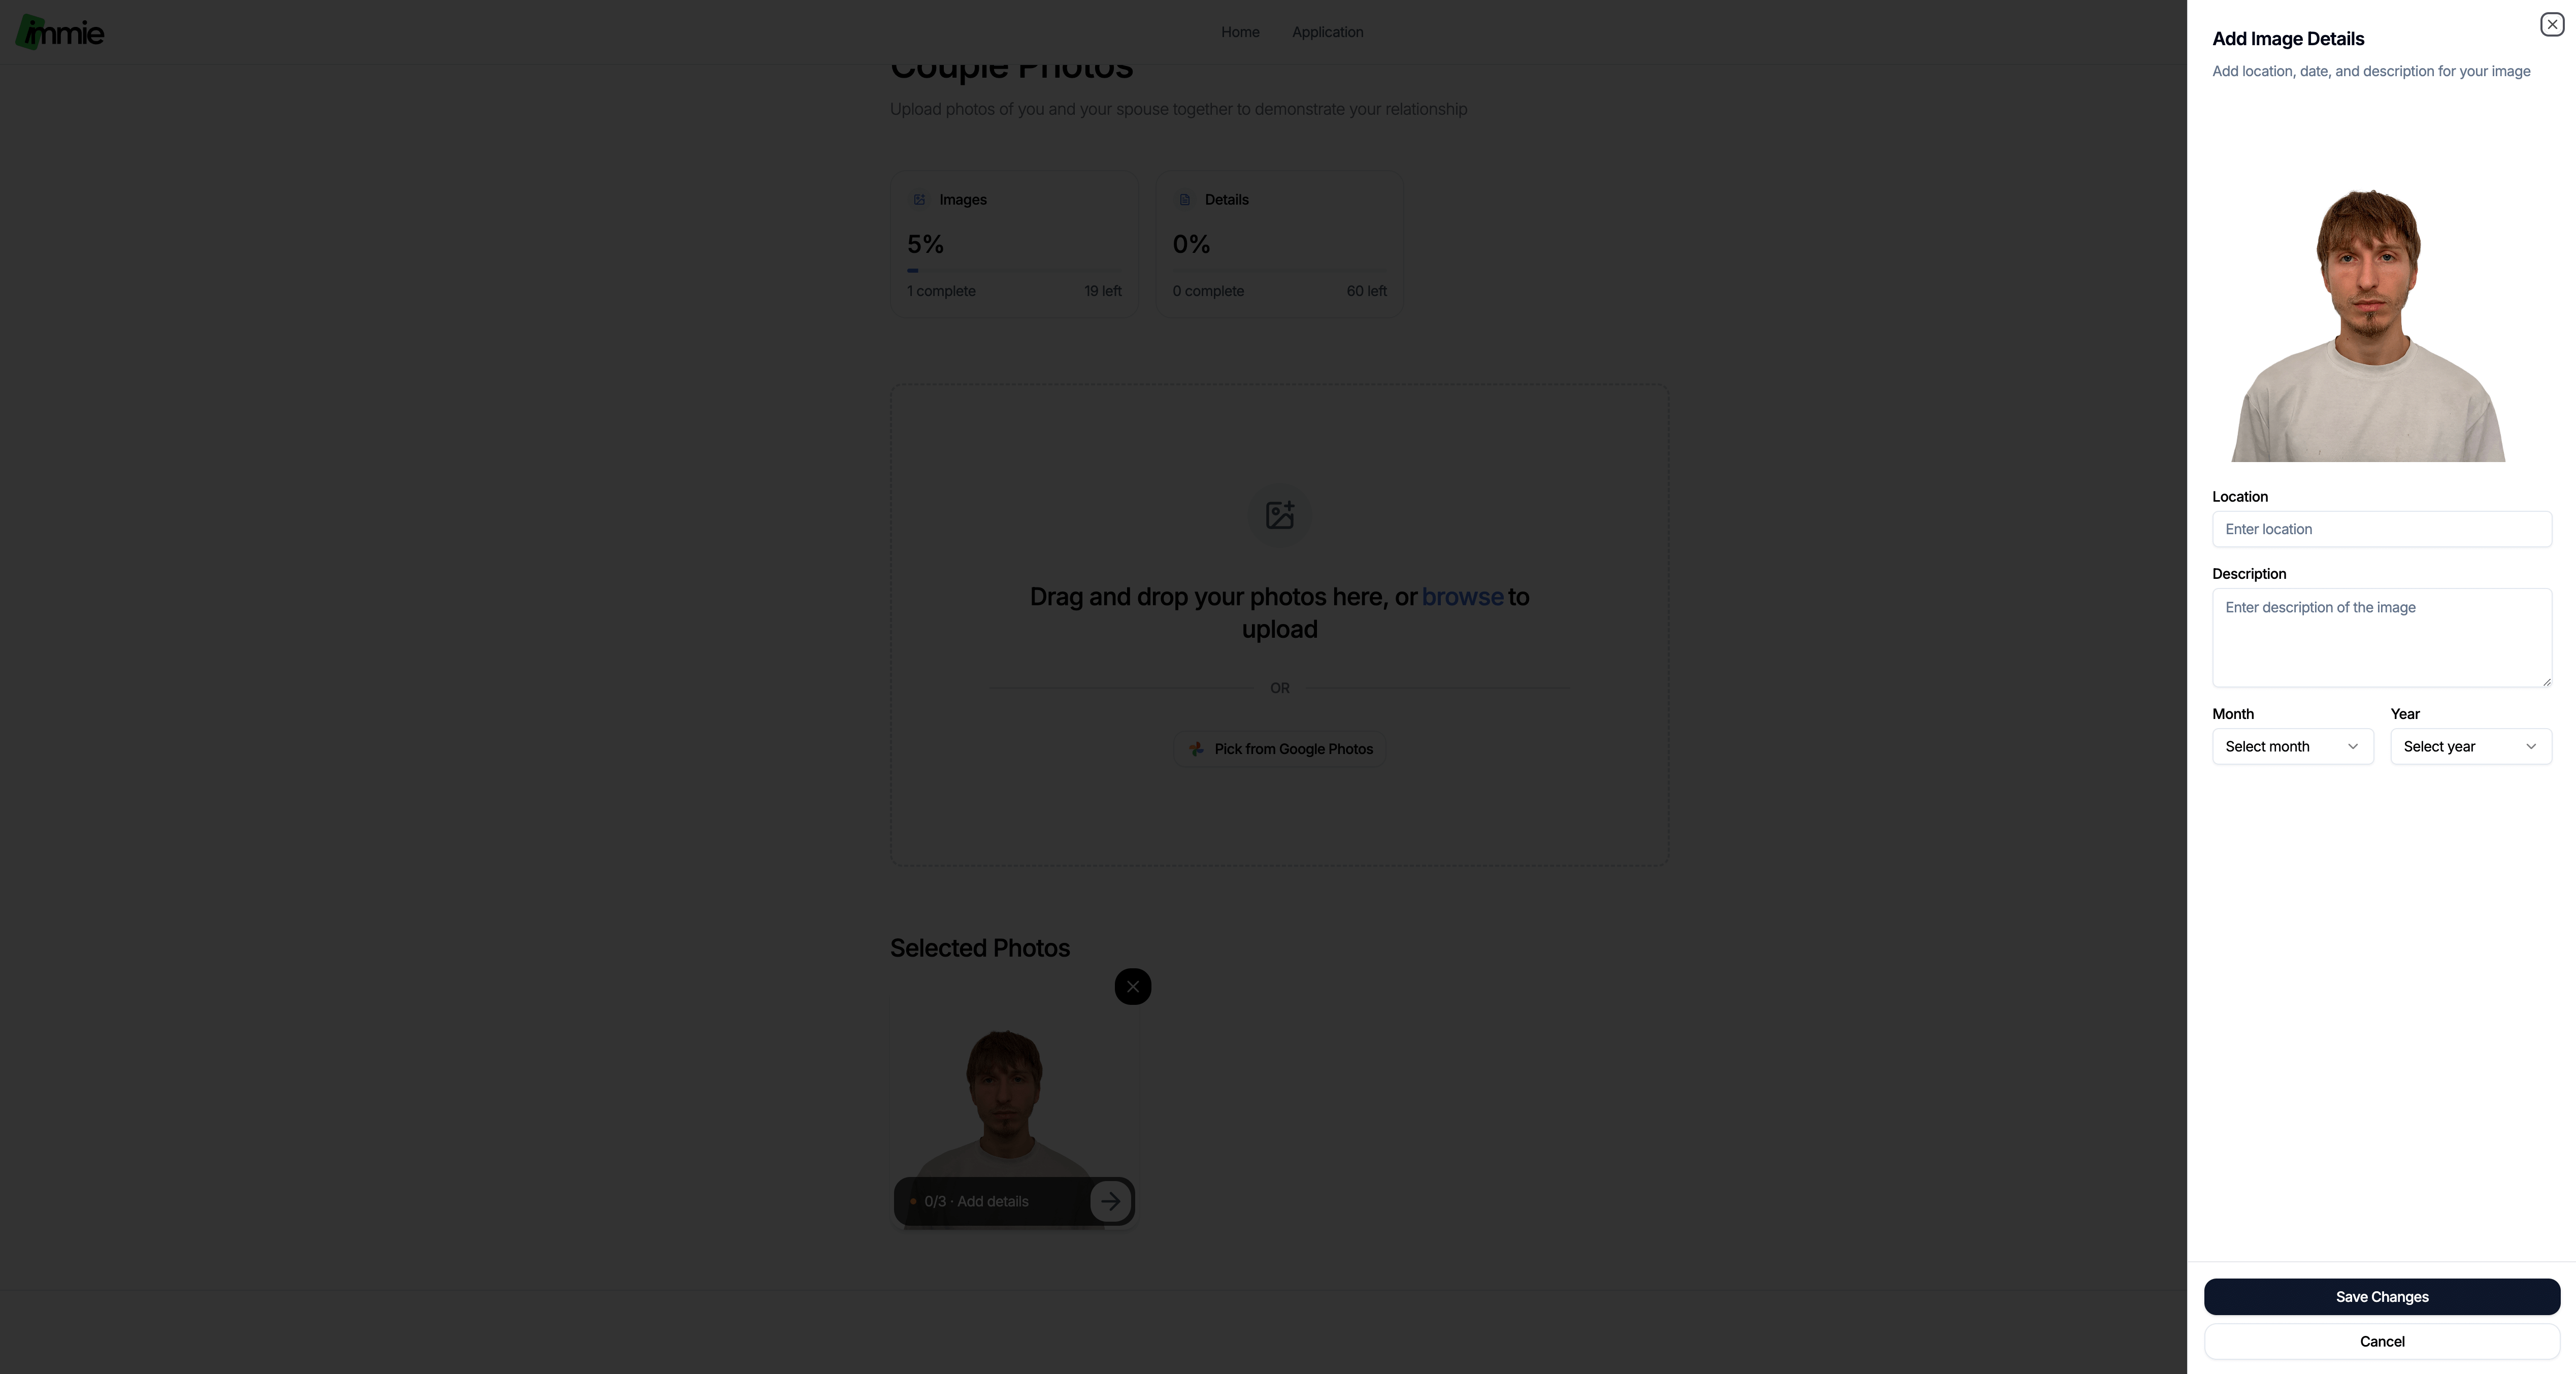 immie
Home
Application
Couple Photos
Upload photos of you and your spouse together to demonstrate your relationship
Images
5%
1 complete
19 left
Details
0%
0 complete
60 left
Drag and drop your photos here, or browse to
upload
OR
Pick from Google Photos
Selected Photos
0/3 · Add details
Add Image Details
Add location, date, and description for your image
Location
Enter location
Description
Enter description of the image
Month
Year
Select month
Select year
Save Changes
Cancel